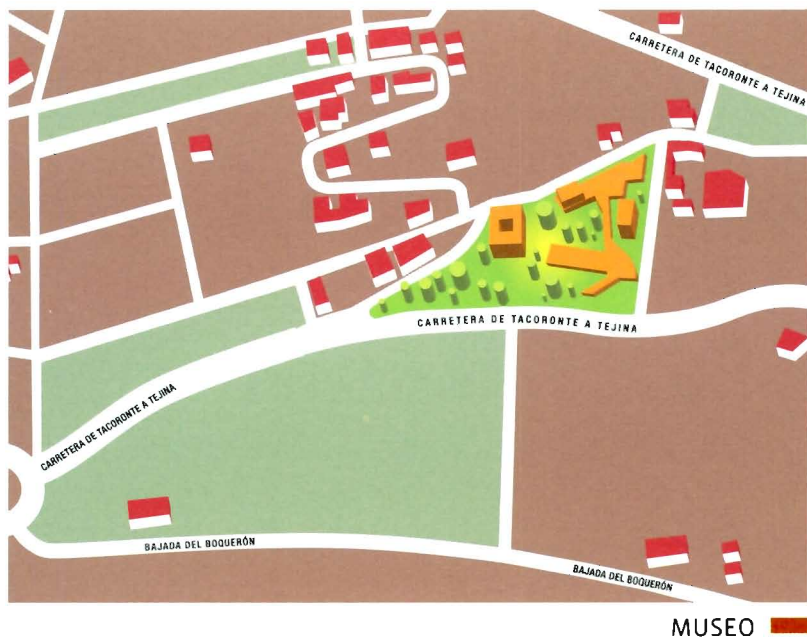 CARRETERA DE TACORONTE A TEJINA
CARRETERA DE TACORONTE A TEJINA
CARRETERA DE TACORONTE A TEJINA
BAJADA DEL BOQUERÓN
BAJADA DEL BOQUERÓN
MUSEO